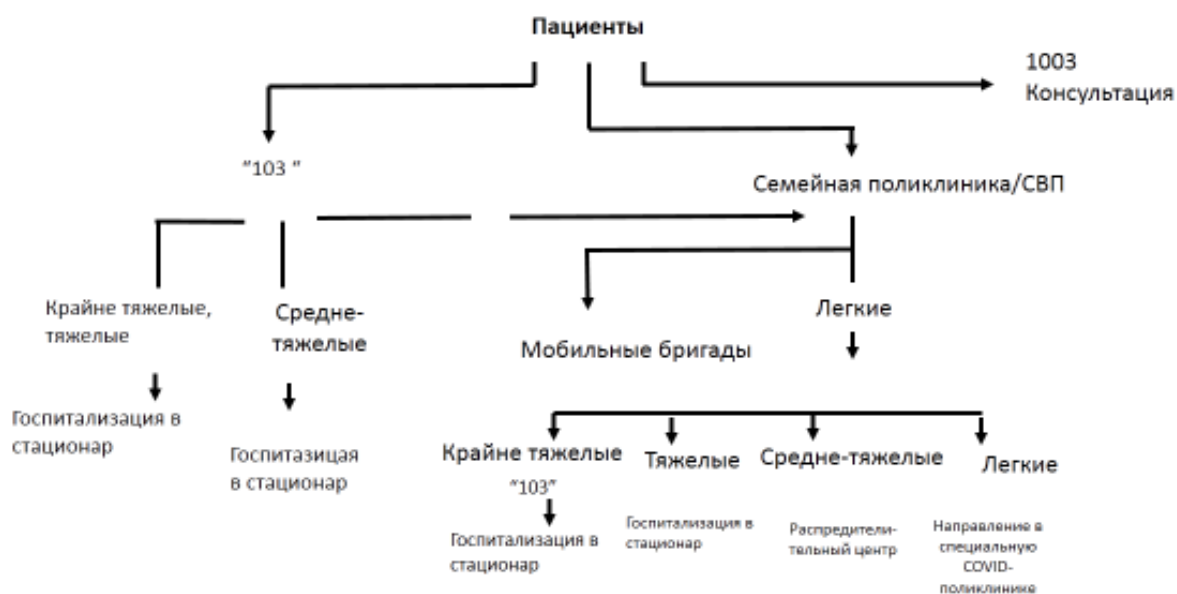 Пациенты
1003
Консультация
"103 "
Семейная поликлиника/СВП
Крайне тяжелые,
тяжелые
Средне-
тяжелые
Легкие
Мобильные бригады
Госпитализация в
стационар
Госпитазицая
в стационар
Крайне тяжелые
"103"
Тяжелые
Средне-тяжелые
Легкие
Госпитализация в
стационар
Госпитализация в
стационар
Распредители-
тельный центр
Направление в
специальную
COVID-
поликлинике